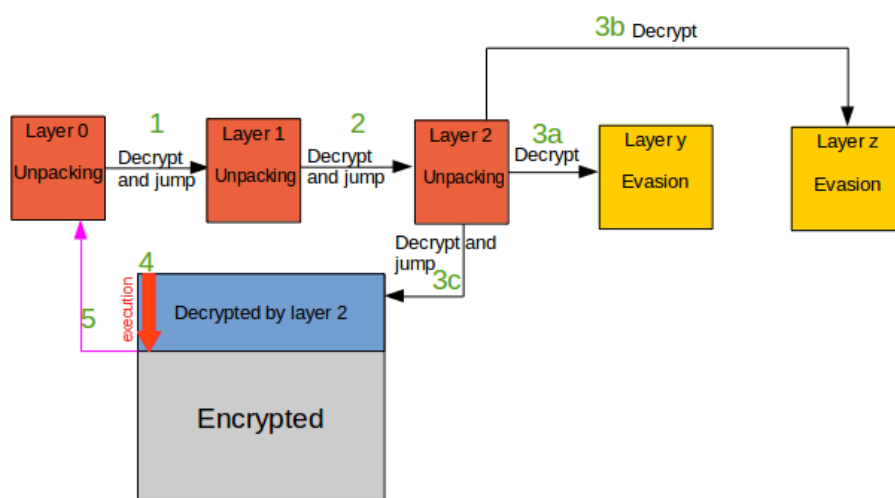 3b Decrypt
Layer 0
Unpacking
1
Decrypt
and jump
Layer 1
Unpacking
2
Decrypt
and jump
Layer 2
Unpacking
3a
Decrypt
Layer y
Evasion
Layer z
Evasion
Decrypt and
jump
3c
4
execution
5
Decrypted by layer 2
Encrypted